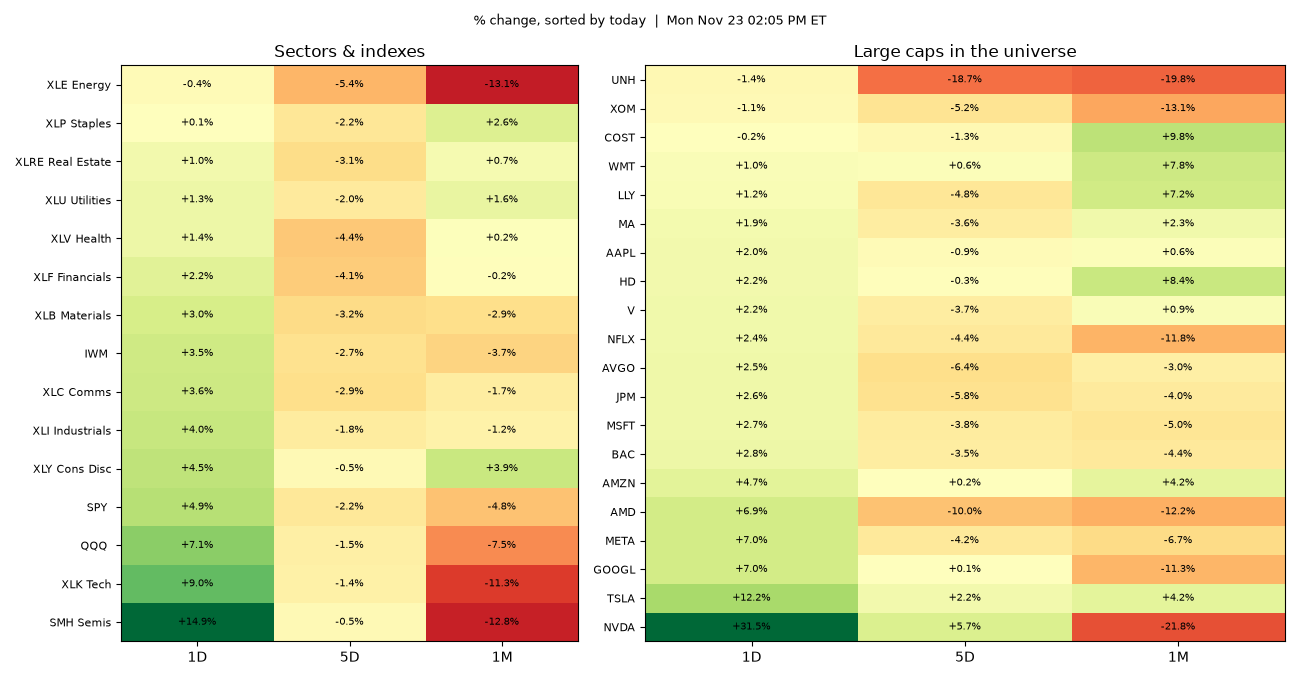 % change, sorted by today | Mon Nov 23 02:05 PM ET
Sectors & indexes
XLE Energy -0.4% -5.4% -13.1%
XLP Staples +0.1% -2.2% +2.6%
XLRE Real Estate +1.0% -3.1% +0.7%
XLU Utilities +1.3% -2.0% +1.6%
XLV Health +1.4% -4.4% +0.2%
XLF Financials +2.2% -4.1% -0.2%
XLB Materials +3.0% -3.2% -2.9%
IWM +3.5% -2.7% -3.7%
XLC Comms +3.6% -2.9% -1.7%
XLI Industrials +4.0% -1.8% -1.2%
XLY Cons Disc +4.5% -0.5% +3.9%
SPY +4.9% -2.2% -4.8%
QQQ +7.1% -1.5% -7.5%
XLK Tech +9.0% -1.4% -11.3%
SMH Semis +14.9% -0.5% -12.8%
1D 5D 1M
Large caps in the universe
UNH -1.4% -18.7% -19.8%
XOM -1.1% -5.2% -13.1%
COST -0.2% -1.3% +9.8%
WMT +1.0% +0.6% +7.8%
LLY +1.2% -4.8% +7.2%
MA +1.9% -3.6% +2.3%
AAPL +2.0% -0.9% +0.6%
HD +2.2% -0.3% +8.4%
V +2.2% -3.7% +0.9%
NFLX +2.4% -4.4% -11.8%
AVGO +2.5% -6.4% -3.0%
JPM +2.6% -5.8% -4.0%
MSFT +2.7% -3.8% -5.0%
BAC +2.8% -3.5% -4.4%
AMZN +4.7% +0.2% +4.2%
AMD +6.9% -10.0% -12.2%
META +7.0% -4.2% -6.7%
GOOGL +7.0% +0.1% -11.3%
TSLA +12.2% +2.2% +4.2%
NVDA +31.5% +5.7% -21.8%
1D 5D 1M